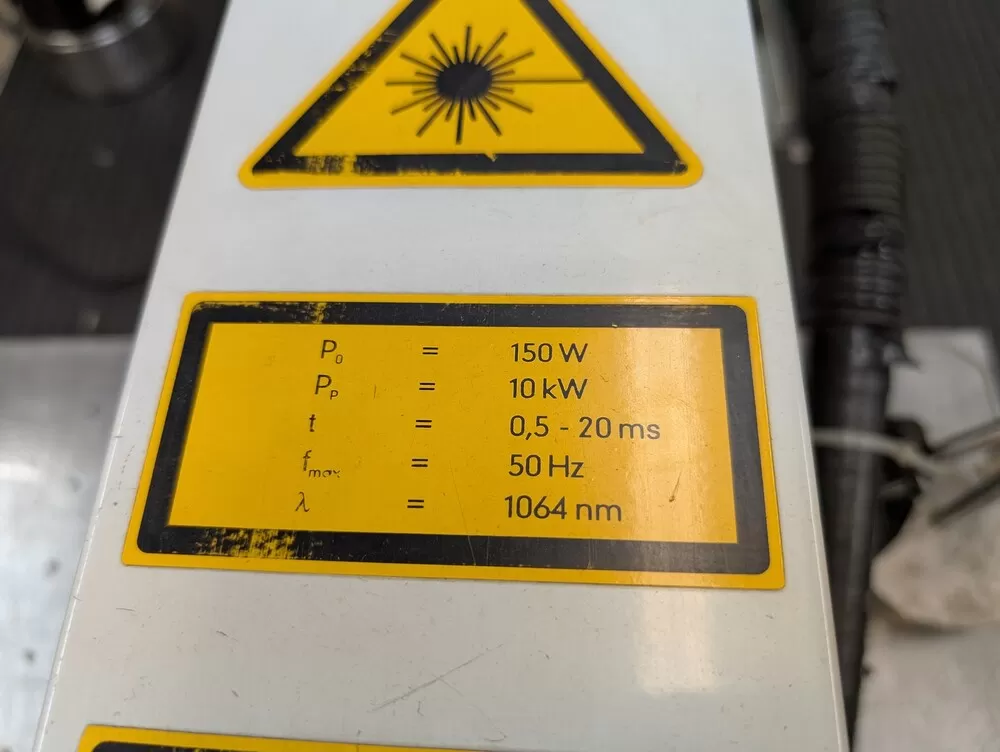 P₀ = 150 W
Pₚ = 10 kW
t = 0,5 - 20 ms
fₘₐₓ = 50 Hz
λ = 1064 nm